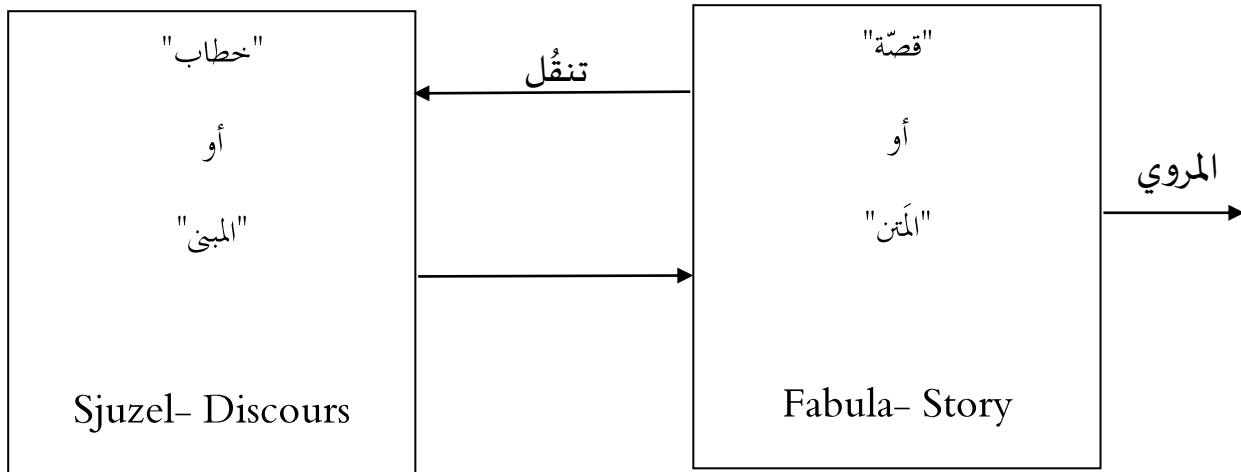 المروي
"قصّة"
أو
"المَتن"
Fabula– Story
تنقُل
"خطاب"
أو
"المبنى"
Sjuzel– Discours